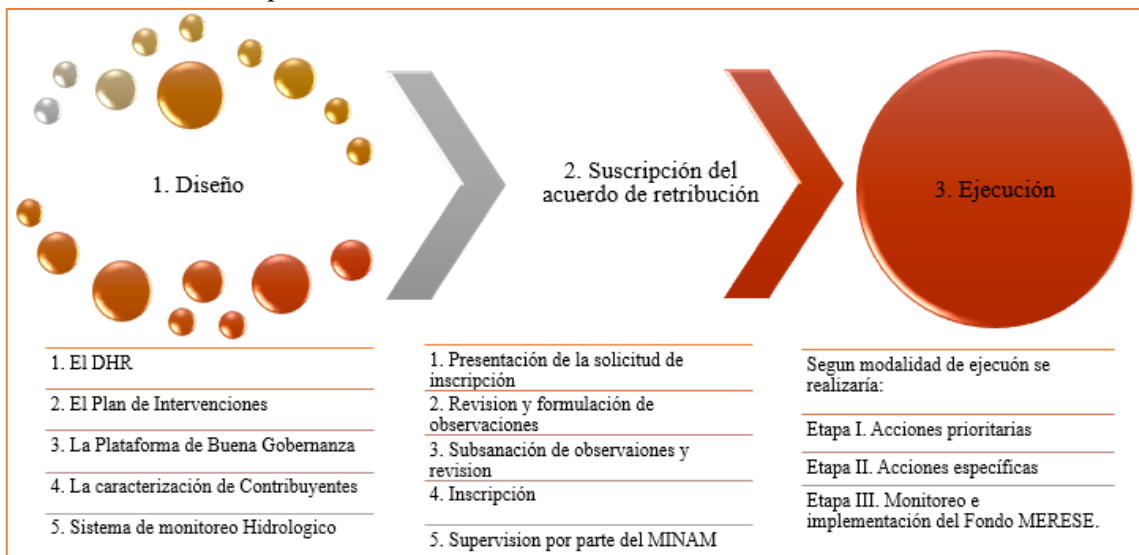 1. Diseño
2. Suscripción del
acuerdo de retribución
3. Ejecución
1. El DHR
2. El Plan de Intervenciones
3. La Plataforma de Buena Gobernanza
4. La caracterización de Contribuyentes
5. Sistema de monitoreo Hidrologico
1. Presentación de la solicitud de
inscripción
2. Revision y formulación de
observaciones
3. Subsanación de observaiones y
revision
4. Inscripción
5. Supervision por parte del MINAM
Segun modalidad de ejecuón se
realizaría:
Etapa I. Acciones prioritarias
Etapa II. Acciones específicas
Etapa III. Monitoreo e
implementación del Fondo MERESE.